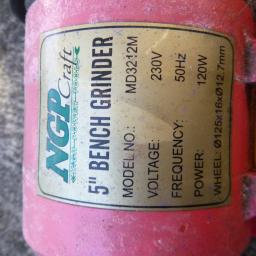 NGP
Craft
5" BENCH GRINDER
MODEL NO.: MD3212M
VOLTAGE: 230V
FREQUENCY: 50Hz
POWER: 120W
WHEEL: Ø125x16xØ12.7mm